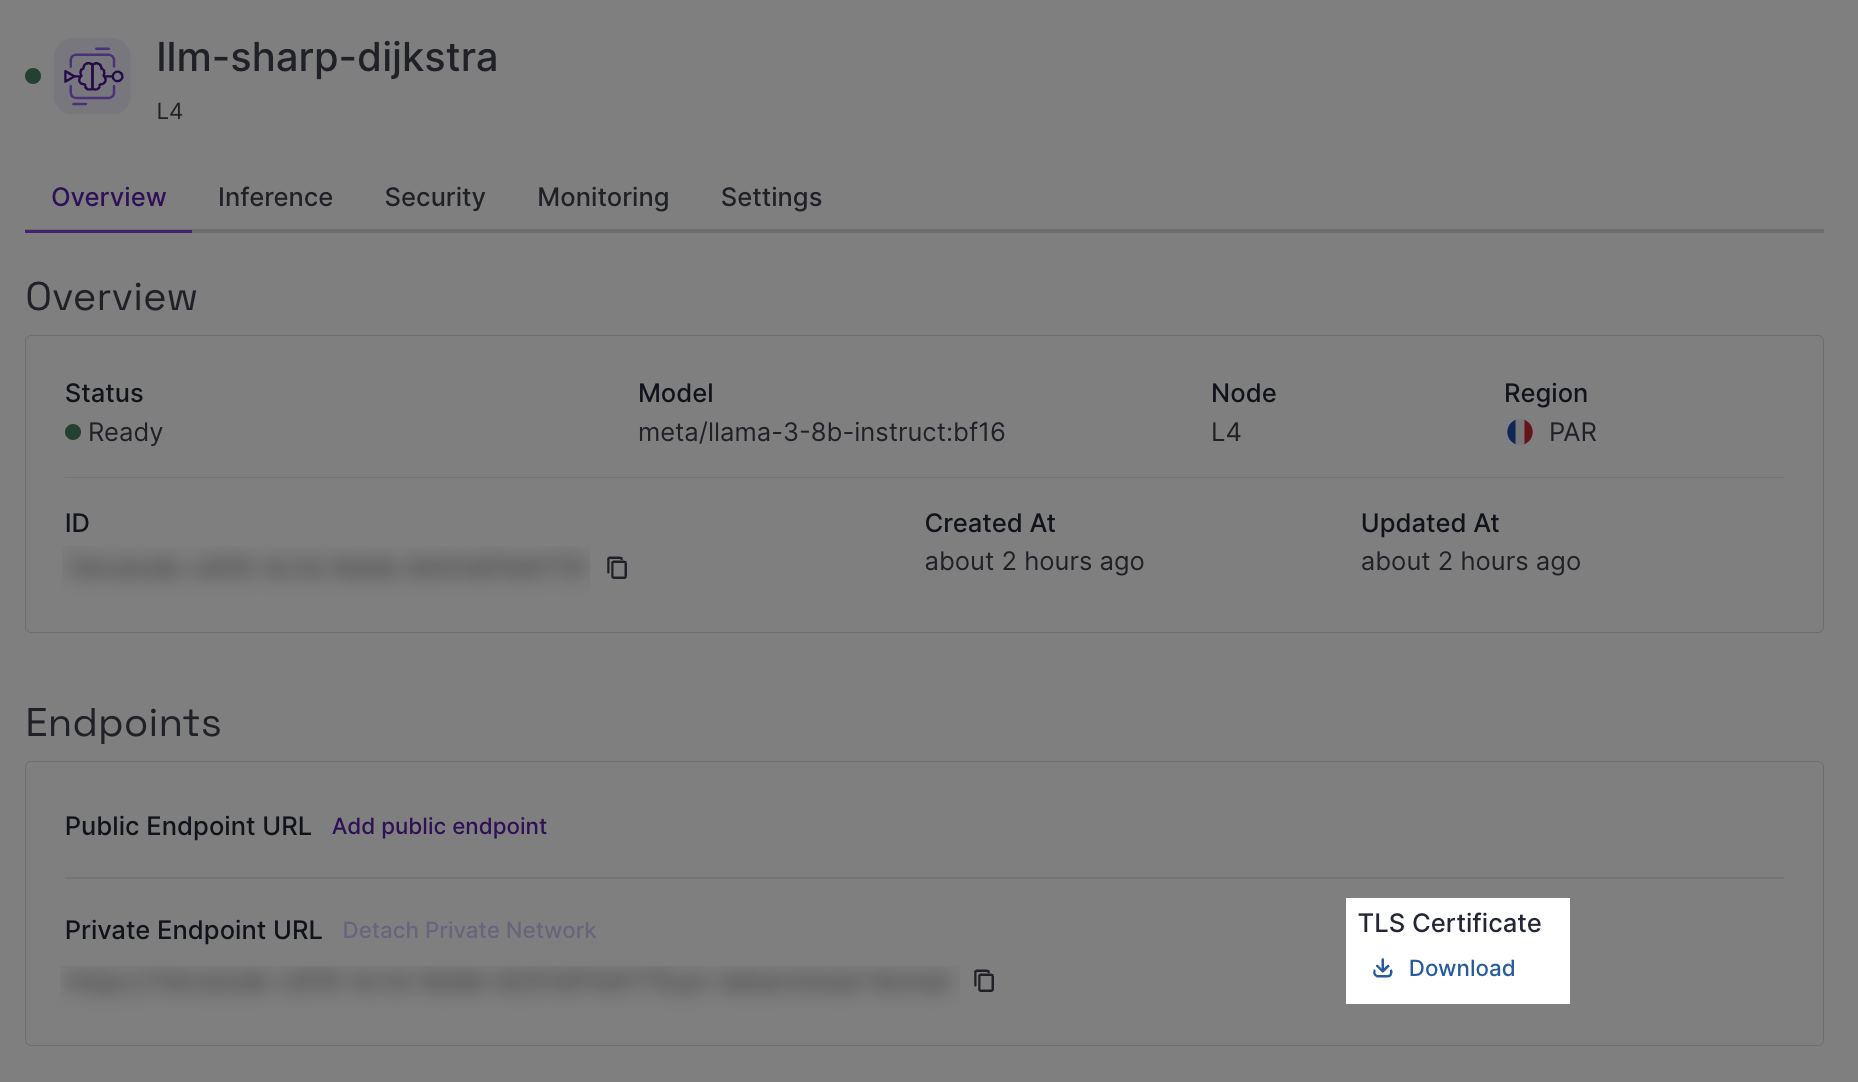 llm-sharp-dijkstra
L4
Overview Inference Security Monitoring Settings
Overview
Status Model Node Region
Ready meta/llama-3-8b-instruct:bf16 L4 PAR
ID Created At Updated At
about 2 hours ago about 2 hours ago
Endpoints
Public Endpoint URL Add public endpoint
Private Endpoint URL Detach Private Network
TLS Certificate
Download